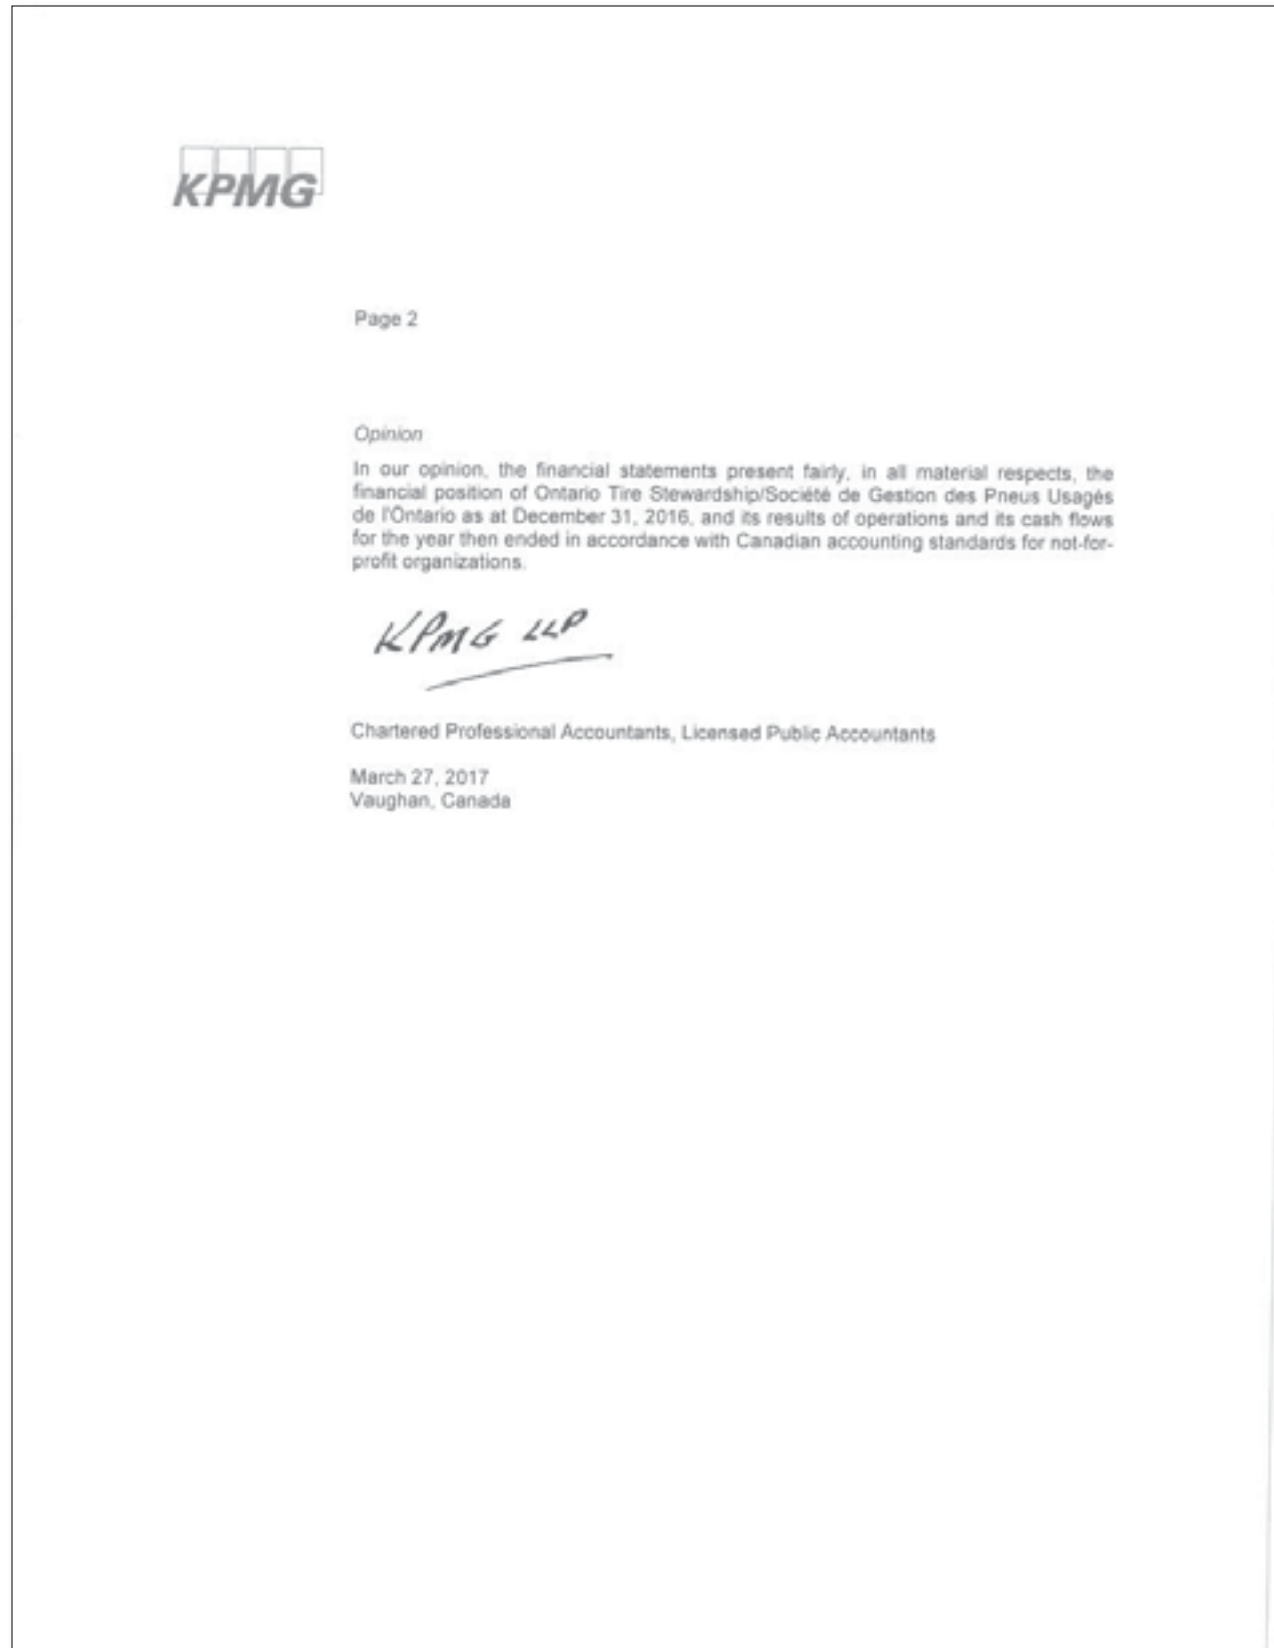 KPMG
Page 2
Opinion
In our opinion, the financial statements present fairly, in all material respects, the
financial position of Ontario Tire Stewardship/Société de Gestion des Pneus Usagés
de l'Ontario as at December 31, 2016, and its results of operations and its cash flows
for the year then ended in accordance with Canadian accounting standards for not-for-
profit organizations.
KPMG LLP
Chartered Professional Accountants, Licensed Public Accountants
March 27, 2017
Vaughan, Canada